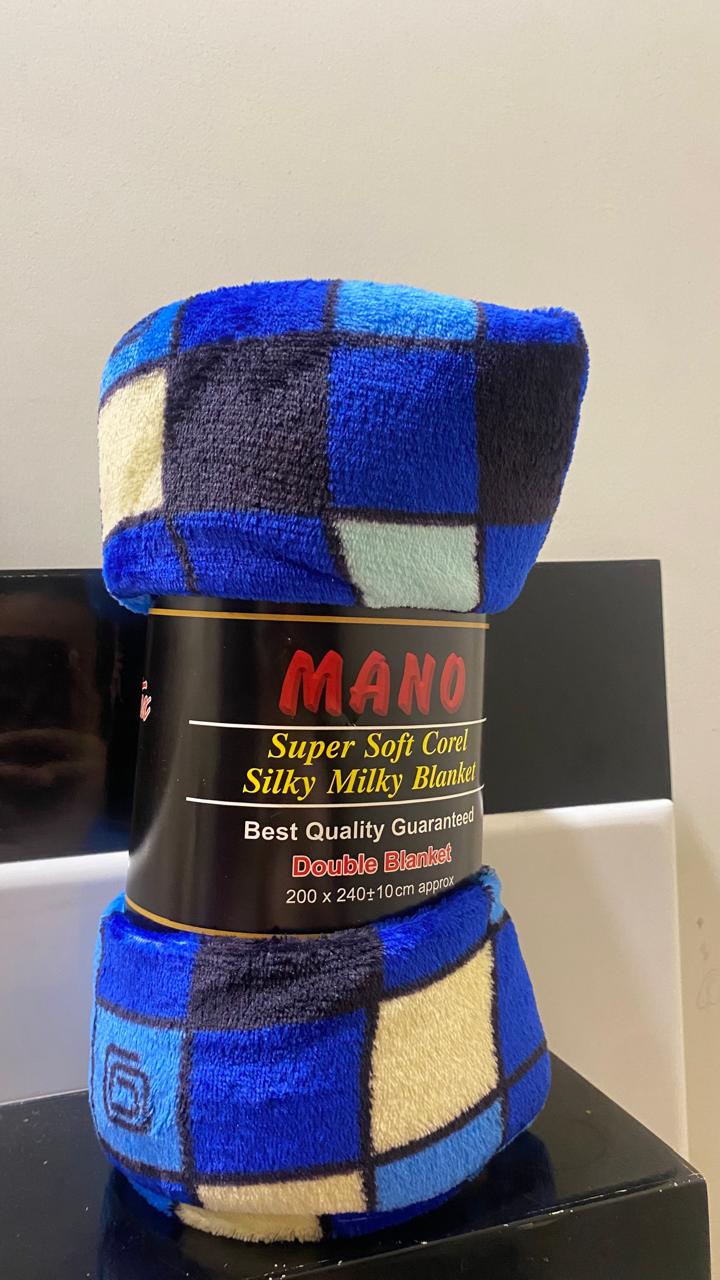 MANO
Super Soft Corel
Silky Milky Blanket
Best Quality Guaranteed
Double Blanket
200 x 240±10cm approx